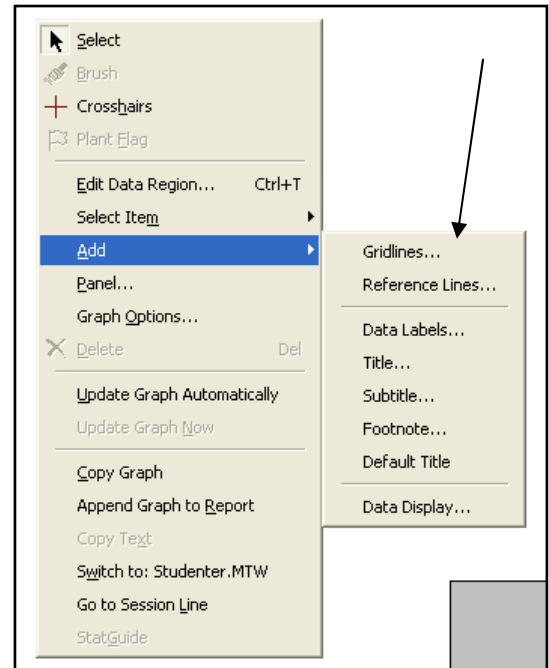 Select
Brush
Crosshairs
Plant Flag
Edit Data Region... Ctrl+T
Select Item
Add
Panel...
Graph Options...
Delete Del
Update Graph Automatically
Update Graph Now
Copy Graph
Append Graph to Report
Copy Text
Switch to: Studenter.MTW
Go to Session Line
StatGuide
Gridlines...
Reference Lines...
Data Labels...
Title...
Subtitle...
Footnote...
Default Title
Data Display...